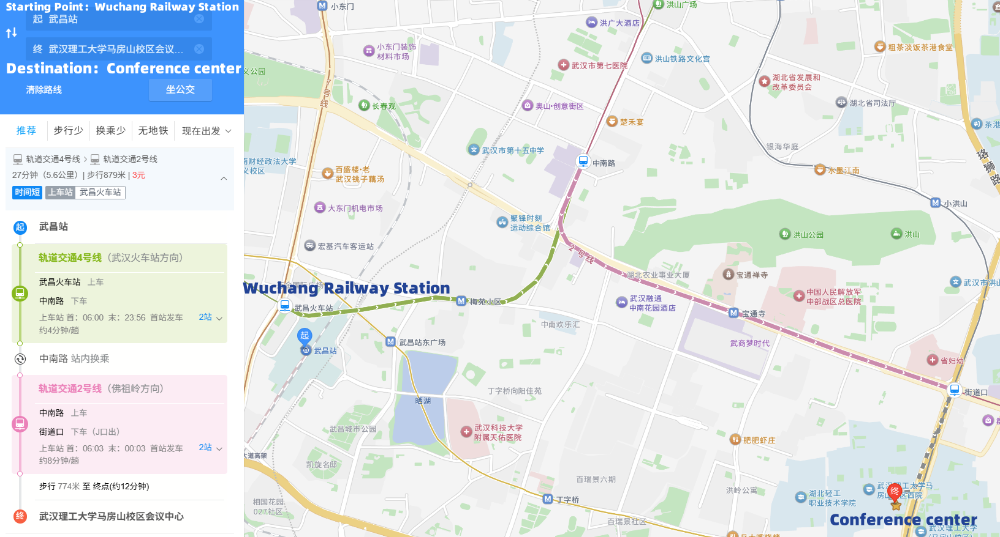 Starting Point：Wuchang Railway Station
起 武昌站
终 武汉理工大学马房山校区会议...
Destination：Conference center
清除路线
坐公交
推荐
步行少
换乘少
无地铁
现在出发
轨道交通4号线 > 轨道交通2号线
27分钟（5.6公里）| 步行879米 | 3元
时间短 上车站 武昌火车站
起 武昌站
轨道交通4号线（武汉火车站方向）
武昌火车站 上车
中南路 下车
上车站 首：06:00 末：23:56 首站发车
约4分钟/趟
2站
中南路 站内换乘
轨道交通2号线（佛祖岭方向）
中南路 上车
街道口 下车（J口出）
上车站 首：06:03 末：00:03 首站发车
约8分钟/趟
2站
步行 774米 至 终点(约12分钟)
终 武汉理工大学马房山校区会议中心
小东门
洪山广场
洪广大酒店
小东门装饰
材料市场
粗茶淡饭茶港食堂
洪山铁路文化宫
武汉市第七医院
义公园
湖北省发展和
改革委员会
7号线
长春观
奥山·创意街区
湖北省司法厅
楚禾宴
茶港
武汉市第十五中学
银海华庭
珞狮路
南财经政法大学
义校区
中南路
百盛楼·老
武汉铫子藕汤
水墨江南
小洪山
大东门机电市场
聚锋时刻
运动综合馆
洪山公园
洪山
宏基汽车客运站
2号线
湖北农业事业大厦
宝通禅寺
武汉市洪山
Wuchang Railway Station
中国人民解放军
中部战区总医院
武汉融通
中南花园酒店
梅苑小区
武昌火车站
宝通寺
中南欢乐汇
起
武昌站
武昌站东广场
武商梦时代
省妇幼
丁字桥向阳佳苑
街道口
晒湖
武昌城市公园
武汉科技大学
附属天佑医院
肥肥虾庄
大道高架
凯旋名邸
百瑞景六期
洪岭公寓
湖北轻工
职业技术学院
终
武汉理工大学马
房山校区西院
丁字桥
相国花园
027社区
Conference center
百瑞景社区
武汉理工大学
(马房山校区)